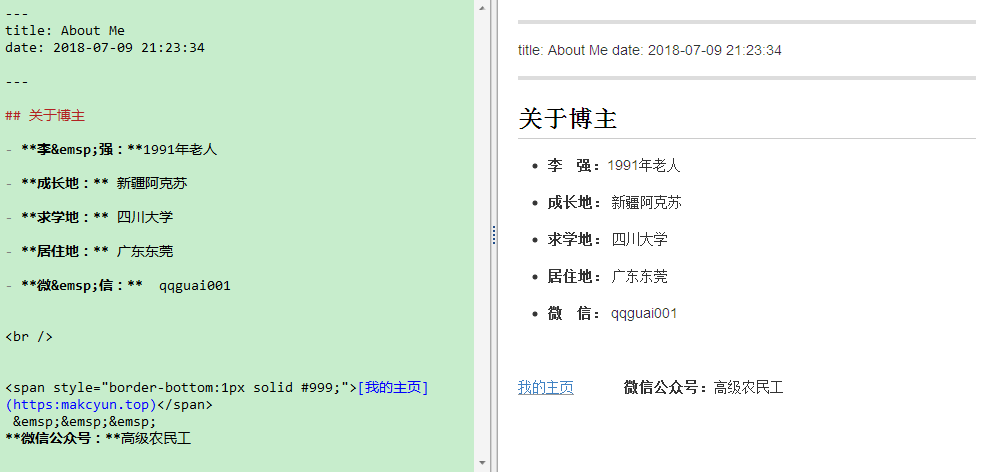 ---
title: About Me
date: 2018-07-09 21:23:34
---
## 关于博主
- **李&emsp;强：**1991年老人
- **成长地：** 新疆阿克苏
- **求学地：** 四川大学
- **居住地：** 广东东莞
- **微&emsp;信：**  qqguai001
<br />
<span style="border-bottom:1px solid #999;">[我的主页]
(https:makcyun.top)</span>
&emsp;&emsp;&emsp;
**微信公众号：**高级农民工
title: About Me date: 2018-07-09 21:23:34
关于博主
• 李 强：1991年老人
• 成长地： 新疆阿克苏
• 求学地： 四川大学
• 居住地： 广东东莞
• 微 信： qqguai001
我的主页 微信公众号：高级农民工